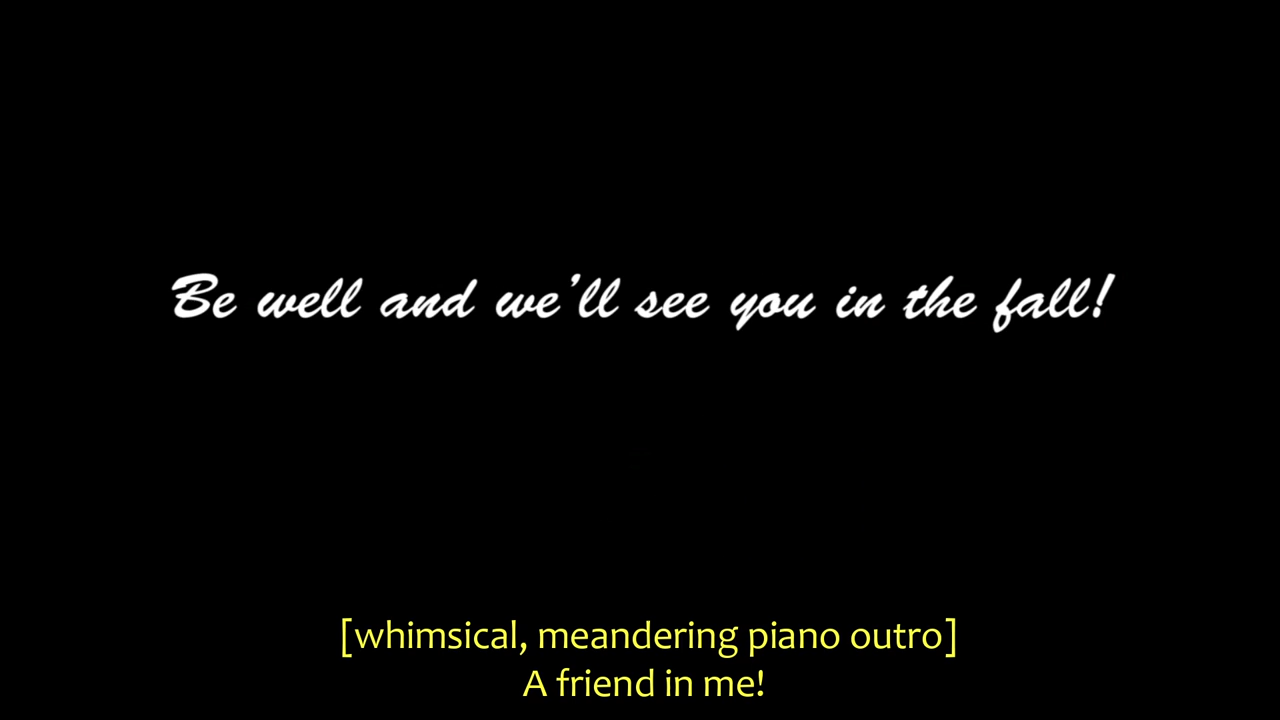 Be well and we’ll see you in the fall!
[whimsical, meandering piano outro]
A friend in me!